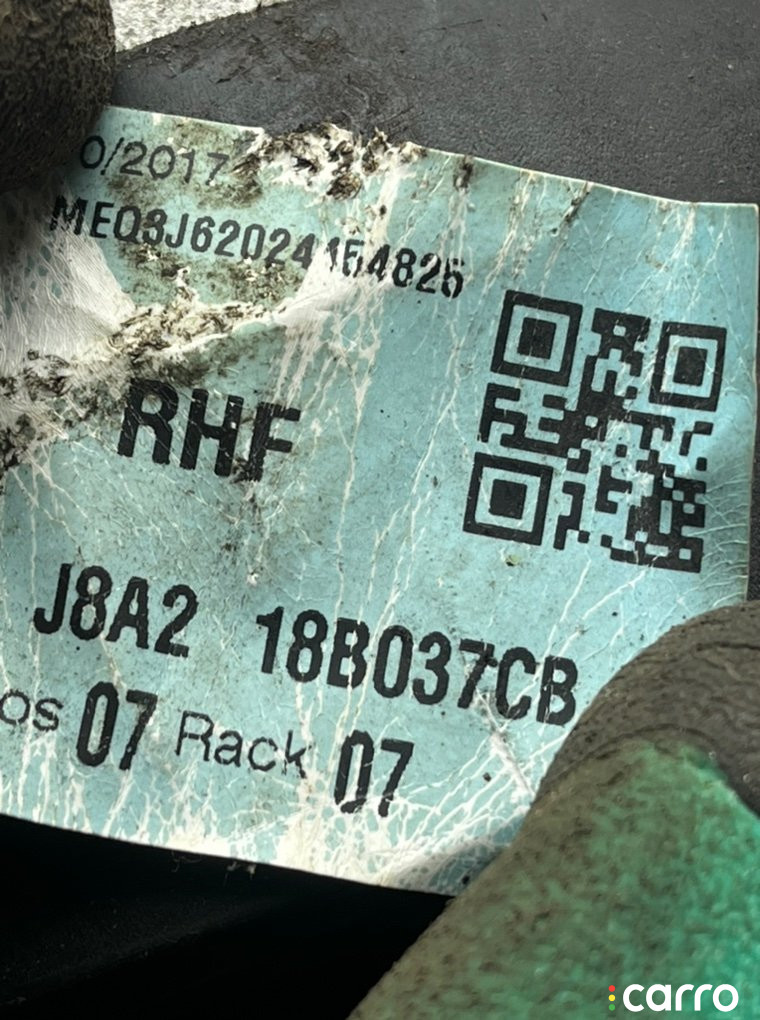 0/2017
MEQ3J62024154825
RHF
J8A2 18B037CB
os 07 Rack 07
carro